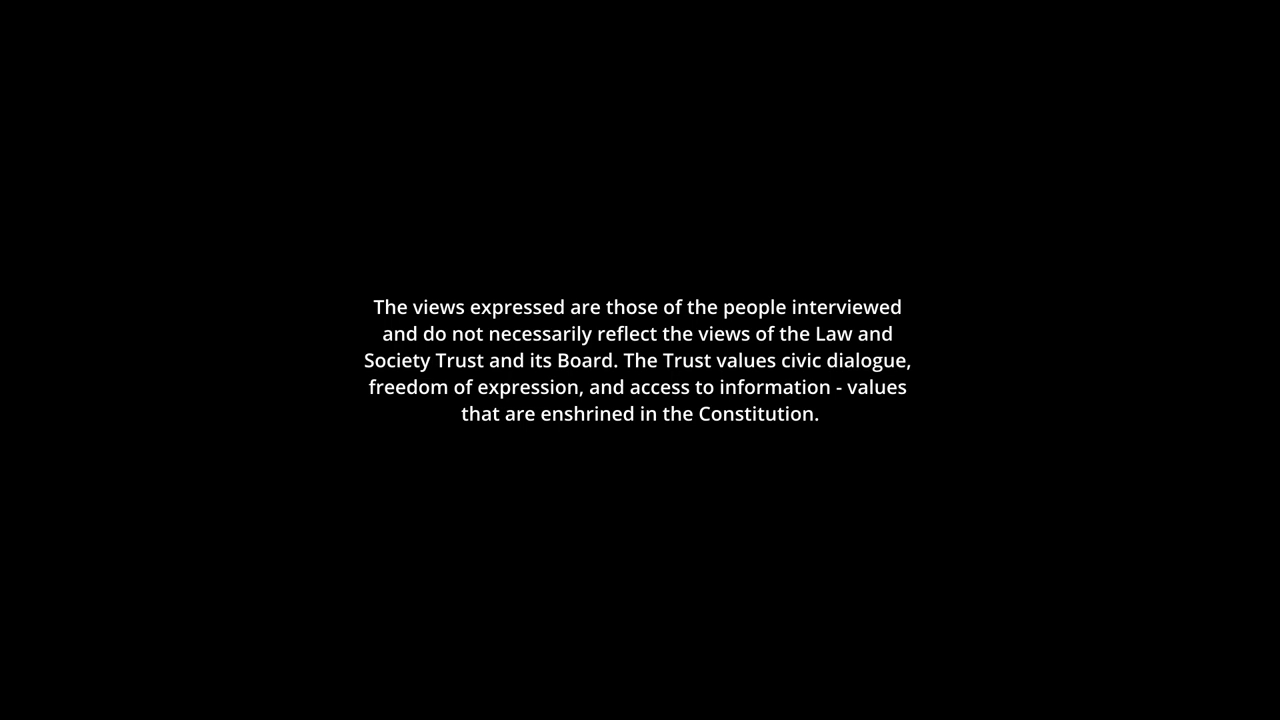 The views expressed are those of the people interviewed
and do not necessarily reflect the views of the Law and
Society Trust and its Board. The Trust values civic dialogue,
freedom of expression, and access to information - values
that are enshrined in the Constitution.